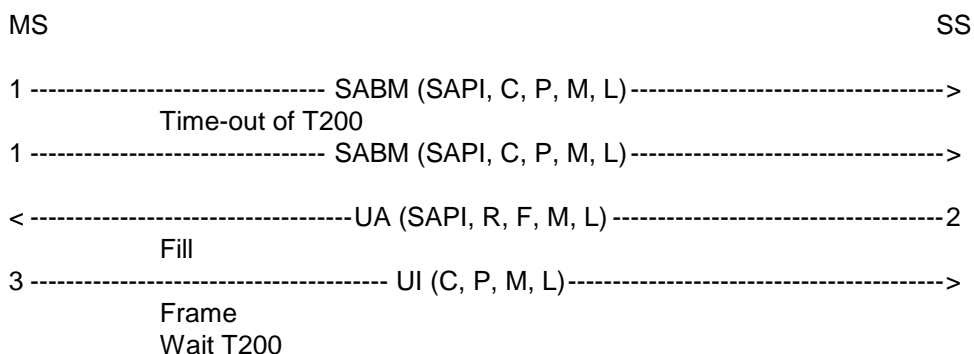 MS SS
1 --------------------------------- SABM (SAPI, C, P, M, L)----------------------------------->
Time-out of T200
1 --------------------------------- SABM (SAPI, C, P, M, L)----------------------------------->
< ------------------------------------UA (SAPI, R, F, M, L) -------------------------------------2
Fill
3 ---------------------------------------- UI (C, P, M, L)------------------------------------------>
Frame
Wait T200